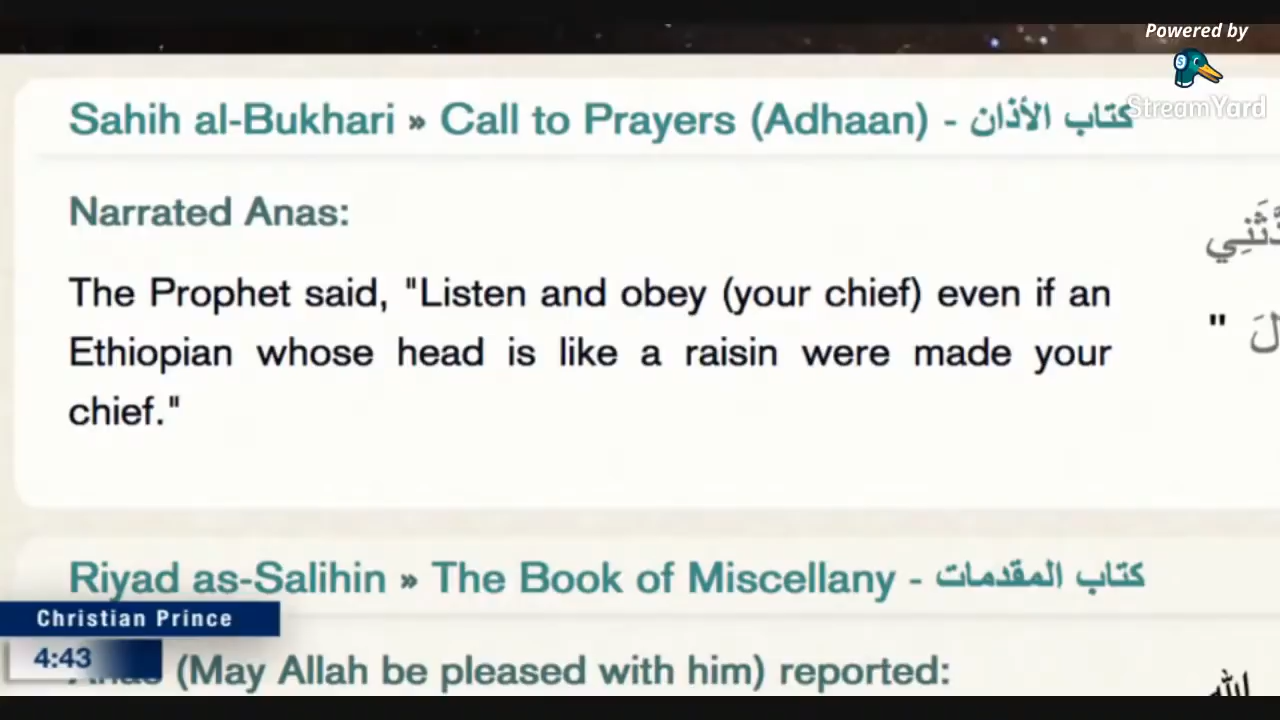 Powered by
StreamYard
Sahih al-Bukhari » Call to Prayers (Adhaan) - كتاب الأذان
Narrated Anas:
The Prophet said, "Listen and obey (your chief) even if an
Ethiopian whose head is like a raisin were made your
chief."
Riyad as-Salihin » The Book of Miscellany - كتاب المقدمات
Christian Prince
4:43
(May Allah be pleased with him) reported: